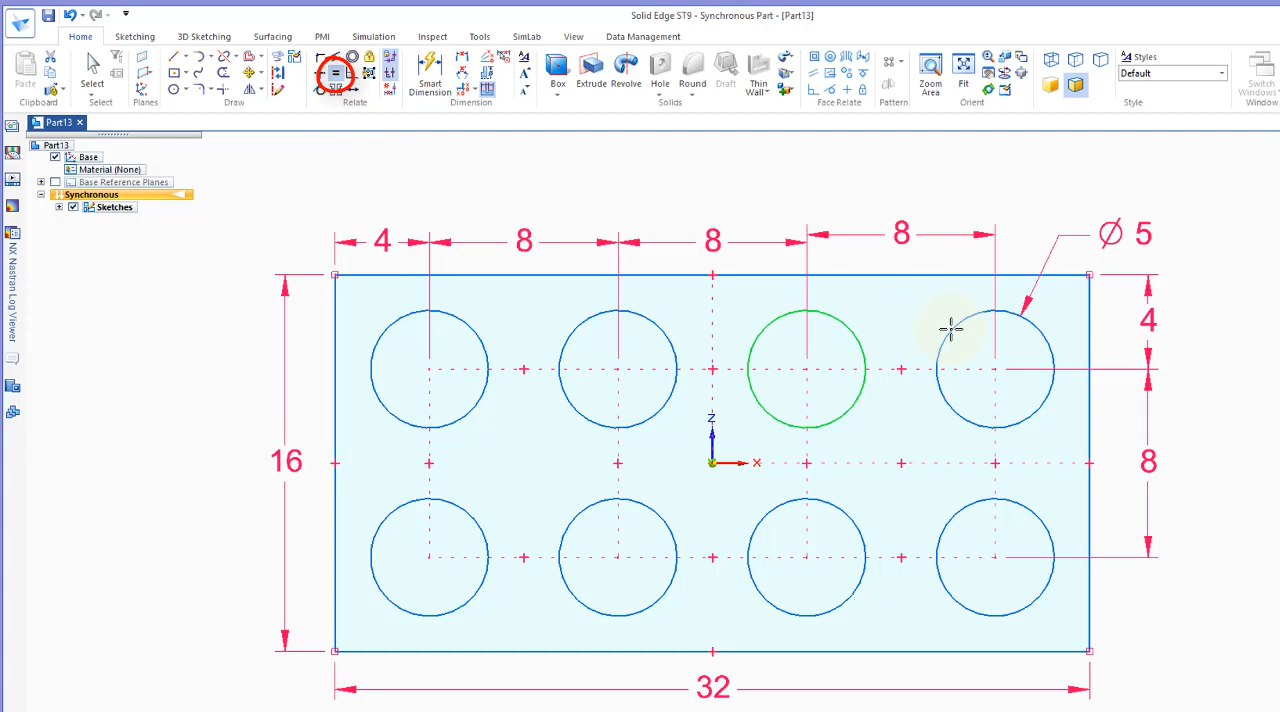 Solid Edge ST9 - Synchronous Part - [Part13]
Home Sketching 3D Sketching Surfacing PMI Simulation Inspect Tools SimLab View Data Management
Paste Select Smart Dimension Box Extrude Revolve Hole Round Draft Thin Wall Zoom Area Fit Styles Default Switch Windows
Clipboard Select Planes Draw Relate Dimension Solids Face Relate Pattern Orient Style Window
Part13
Part13
Base
Material (None)
Base Reference Planes
Synchronous
Sketches
NX Nastran Log Viewer
4 8 8 8 Ø 5
4
Z
16 X 8
32